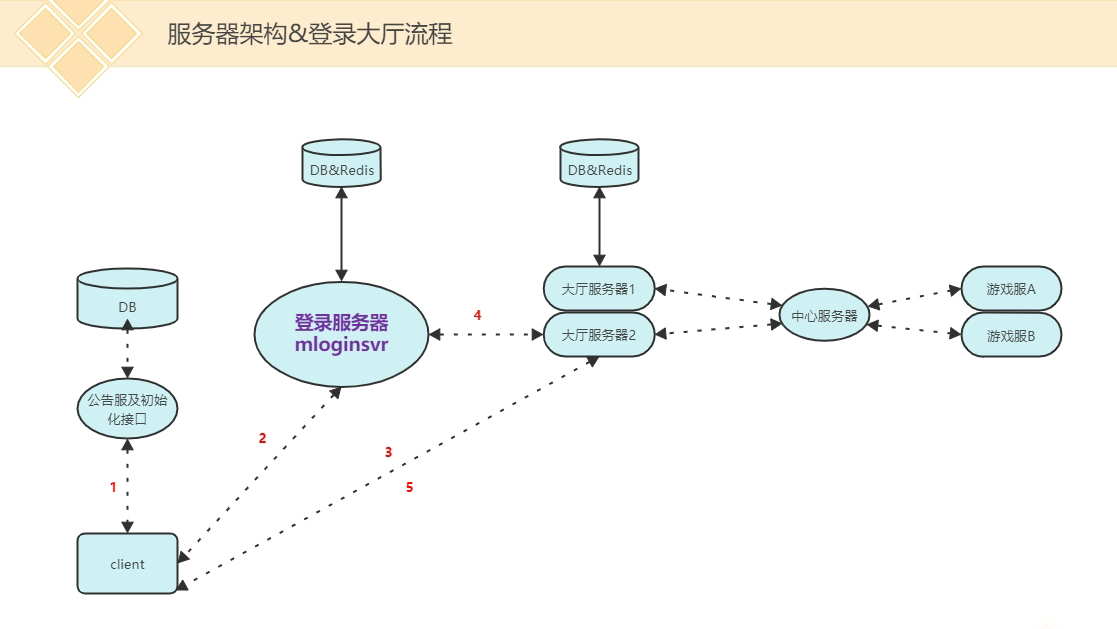 服务器架构&登录大厅流程
DB&Redis
DB&Redis
DB
登录服务器
mloginsvr
4
大厅服务器1
大厅服务器2
中心服务器
游戏服A
游戏服B
公告服及初始
化接口
2
3
1
5
client